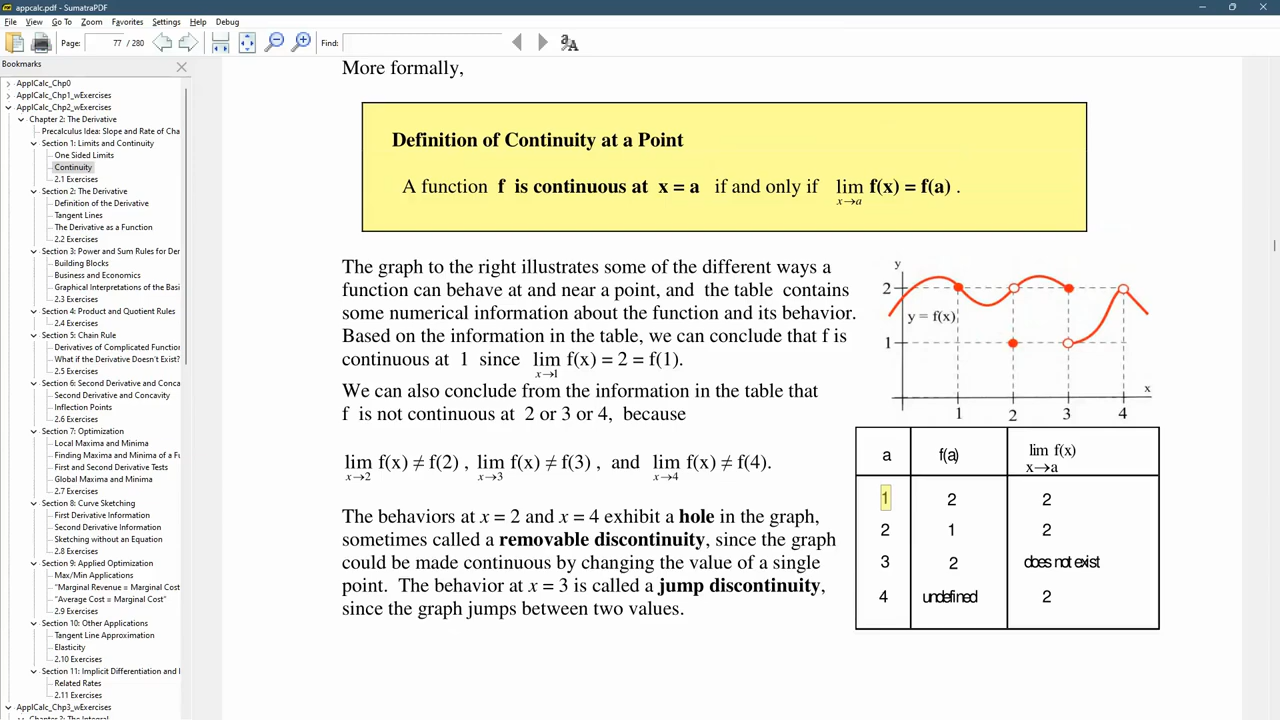 appcalc.pdf - SumatraPDF
File View Go To Zoom Favorites Settings Help Debug
Page: 77 / 280 Find:
Bookmarks
ApplCalc_Chp0
ApplCalc_Chp1_wExercises
ApplCalc_Chp2_wExercises
Chapter 2: The Derivative
Precalculus Idea: Slope and Rate of Cha
Section 1: Limits and Continuity
One Sided Limits
Continuity
2.1 Exercises
Section 2: The Derivative
Definition of the Derivative
Tangent Lines
The Derivative as a Function
2.2 Exercises
Section 3: Power and Sum Rules for Der
Building Blocks
Business and Economics
Graphical Interpretations of the Basi
2.3 Exercises
Section 4: Product and Quotient Rules
2.4 Exercises
Section 5: Chain Rule
Derivatives of Complicated Function
What if the Derivative Doesn't Exist?
2.5 Exercises
Section 6: Second Derivative and Conca
Second Derivative and Concavity
Inflection Points
2.6 Exercises
Section 7: Optimization
Local Maxima and Minima
Finding Maxima and Minima of a Fu
First and Second Derivative Tests
Global Maxima and Minima
2.7 Exercises
Section 8: Curve Sketching
First Derivative Information
Second Derivative Information
Sketching without an Equation
2.8 Exercises
Section 9: Applied Optimization
Max/Min Applications
"Marginal Revenue = Marginal Cost
"Average Cost = Marginal Cost"
2.9 Exercises
Section 10: Other Applications
Tangent Line Approximation
Elasticity
2.10 Exercises
Section 11: Implicit Differentiation and
Related Rates
2.11 Exercises
ApplCalc_Chp3_wExercises
Chapter 3: The Integral
More formally,
Definition of Continuity at a Point
A function f is continuous at x = a if and only if lim f(x) = f(a) .
x→a
The graph to the right illustrates some of the different ways a
function can behave at and near a point, and the table contains
some numerical information about the function and its behavior.
Based on the information in the table, we can conclude that f is
continuous at 1 since lim f(x) = 2 = f(1).
x→1
We can also conclude from the information in the table that
f is not continuous at 2 or 3 or 4, because
lim f(x) ≠ f(2) , lim f(x) ≠ f(3) , and lim f(x) ≠ f(4).
x→2 x→3 x→4
The behaviors at x = 2 and x = 4 exhibit a hole in the graph,
sometimes called a removable discontinuity, since the graph
could be made continuous by changing the value of a single
point. The behavior at x = 3 is called a jump discontinuity,
since the graph jumps between two values.
y
2
y = f(x)
1
x
1 2 3 4
a f(a) lim f(x)
x→a
1 2 2
2 1 2
3 2 does not exist
4 undefined 2